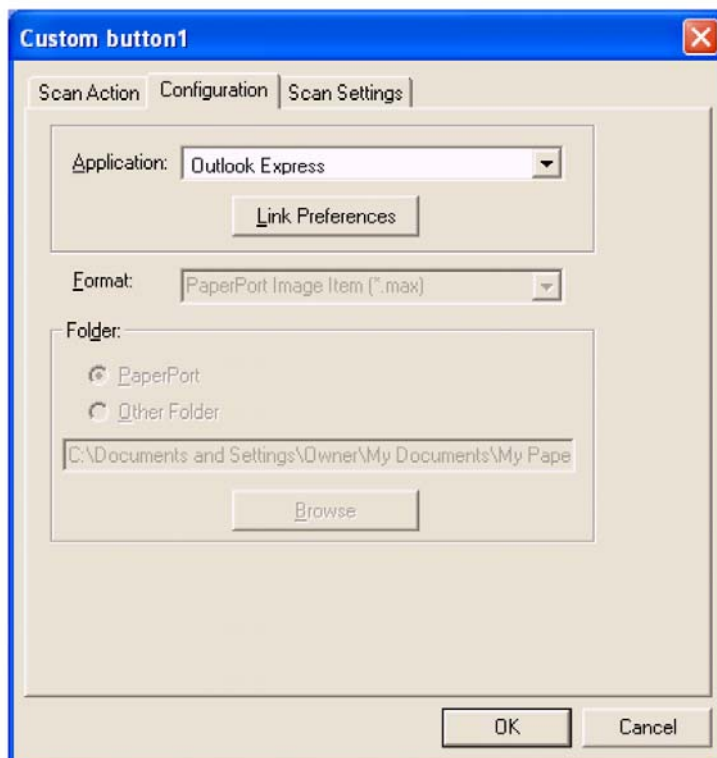 Custom button1
Scan Action Configuration Scan Settings
Application: Outlook Express
Link Preferences
Format: PaperPort Image Item (*.max)
Folder:
PaperPort
Other Folder
C:\Documents and Settings\Owner\My Documents\My Pape
Browse
OK Cancel